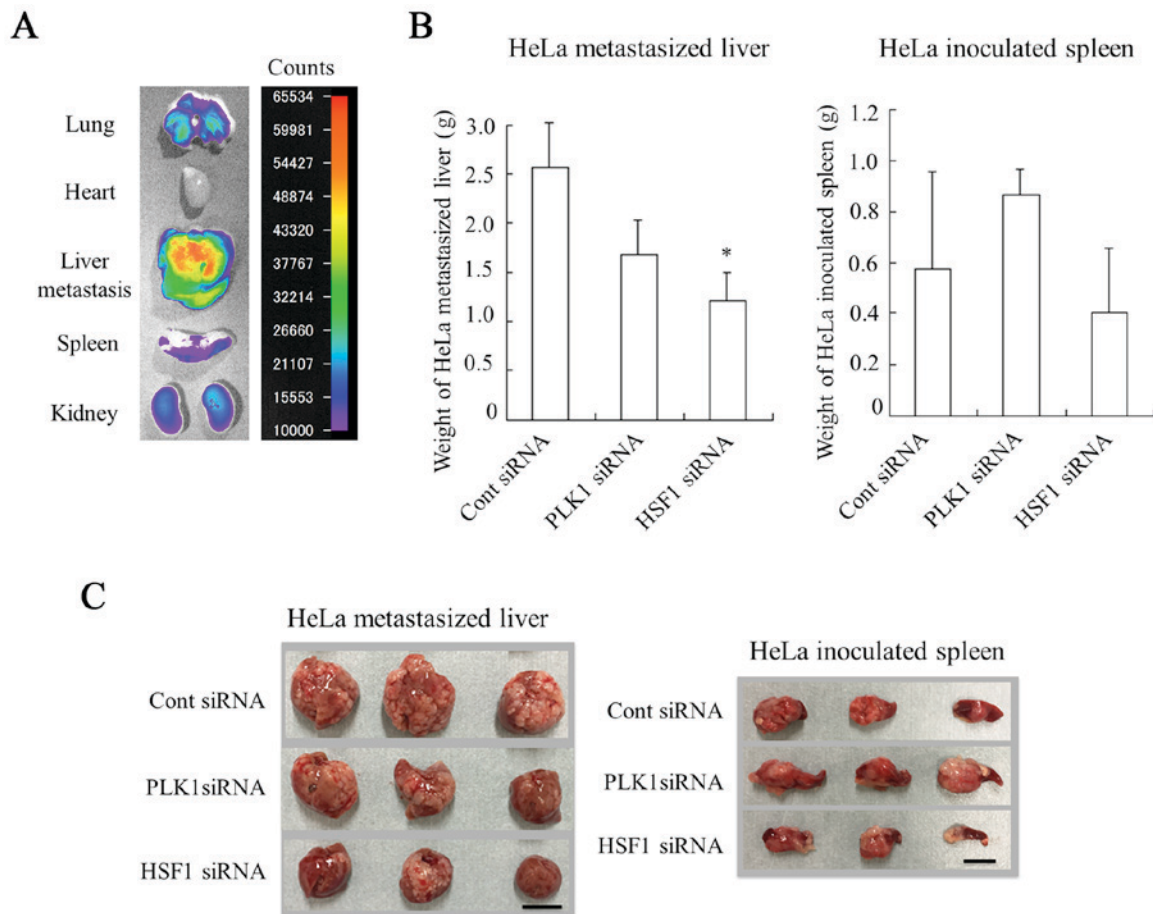 A
Counts
65534
59981
54427
48874
43320
37767
32214
26660
21107
15553
10000
Lung
Heart
Liver
metastasis
Spleen
Kidney
B
HeLa metastasized liver
Weight of HeLa metastasized liver (g)
3.0
2.5
2.0
1.5
1.0
0.5
0
*
Cont siRNA
PLK1 siRNA
HSF1 siRNA
HeLa inoculated spleen
Weight of HeLa inoculated spleen (g)
1.2
1.0
0.8
0.6
0.4
0.2
0
Cont siRNA
PLK1 siRNA
HSF1 siRNA
C
HeLa metastasized liver
Cont siRNA
PLK1siRNA
HSF1 siRNA
HeLa inoculated spleen
Cont siRNA
PLK1siRNA
HSF1 siRNA